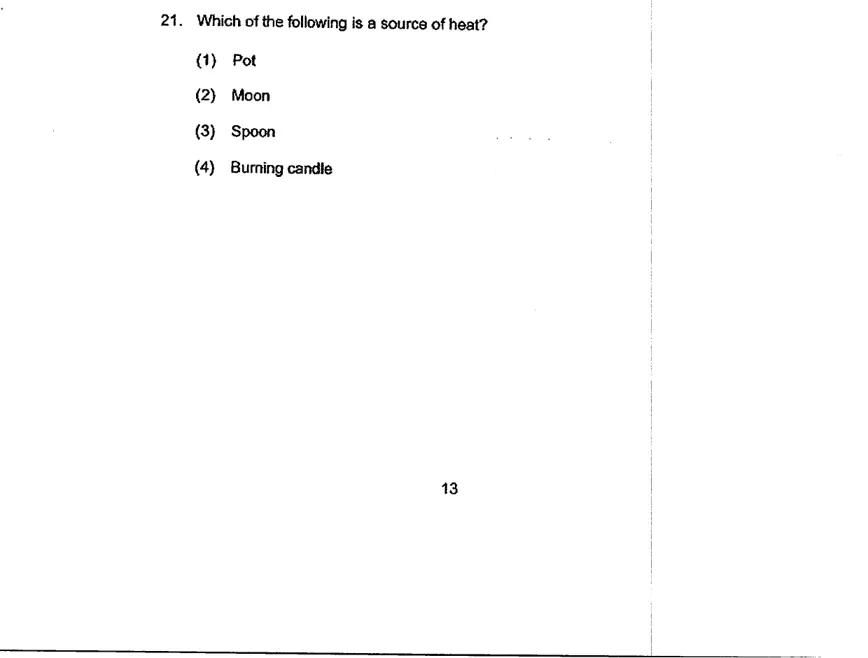 21. Which of the following is a source of heat?
(1) Pot
(2) Moon
(3) Spoon
(4) Burning candle
13